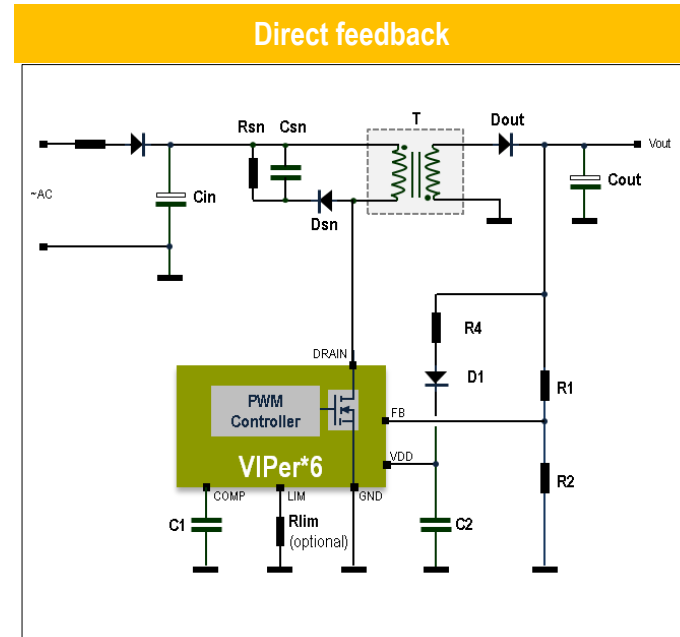 Direct feedback
T
Rsn
Csn
Dout
Vout
~AC
Cin
Cout
Dsn
R4
DRAIN
D1
R1
PWM
Controller
FB
VIPer*6
VDD
R2
COMP
LIM
GND
C1
Rlim
(optional)
C2